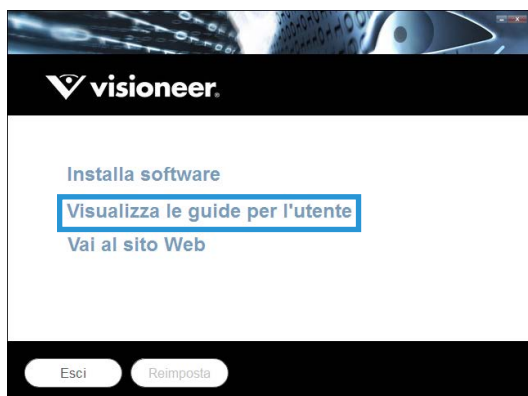 visioneer.
Installa software
Visualizza le guide per l'utente
Vai al sito Web
Esci Reimposta